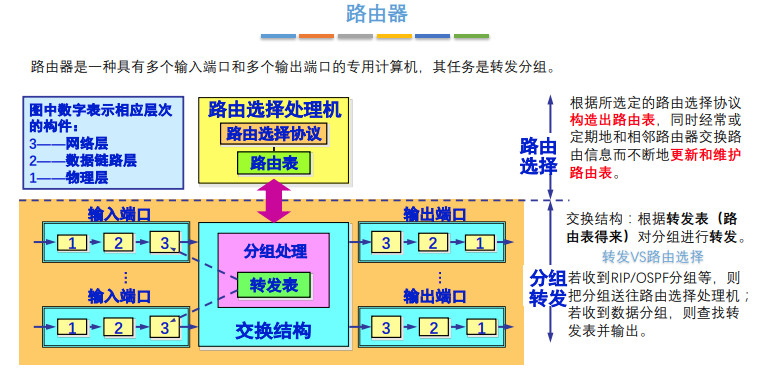 路由器
路由器是一种具有多个输入端口和多个输出端口的专用计算机，其任务是转发分组。
图中数字表示相应层次
的构件：
3——网络层
2——数据链路层
1——物理层
路由选择处理机
路由选择协议
路由表
路由
选择
根据所选定的路由选择协议
构造出路由表，同时经常或
定期地和相邻路由器交换路
由信息而不断地更新和维护
路由表。
输入端口
1
2
3
输入端口
1
2
3
分组处理
转发表
交换结构
输出端口
3
2
1
输出端口
3
2
1
分组
转发
交换结构：根据转发表（路
由表得来）对分组进行转发。
转发VS路由选择
若收到RIP/OSPF分组等，则
把分组送往路由选择处理机；
若收到数据分组，则查找转
发表并输出。